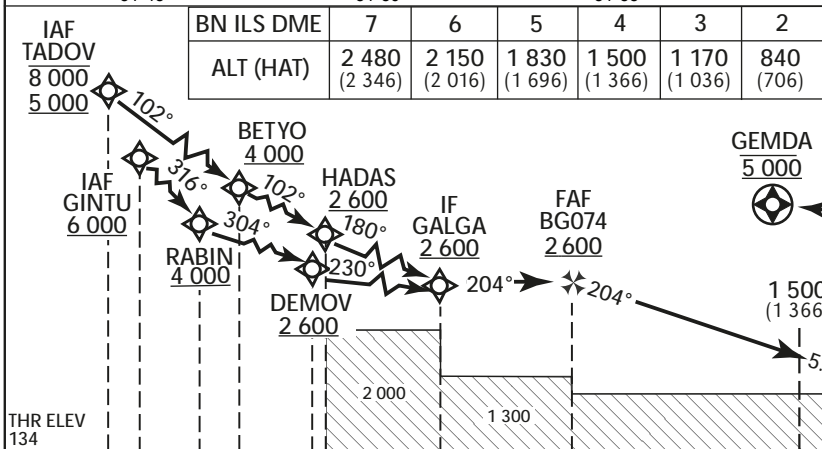 BN ILS DME 7 6 5 4 3 2
ALT (HAT) 2 480 2 150 1 830 1 500 1 170 840
(2 346) (2 016) (1 696) (1 366) (1 036) (706)
IAF
TADOV
8 000
5 000
102°
IAF
GINTU
6 000
316°
BETYO
4 000
102°
RABIN
4 000
304°
HADAS
2 600
180°
DEMOV
2 600
230°
IF
GALGA
2 600
204°
FAF
BG074
2 600
204°
GEMDA
5 000
1 500
(1 366
5.
2 000
1 300
THR ELEV
134